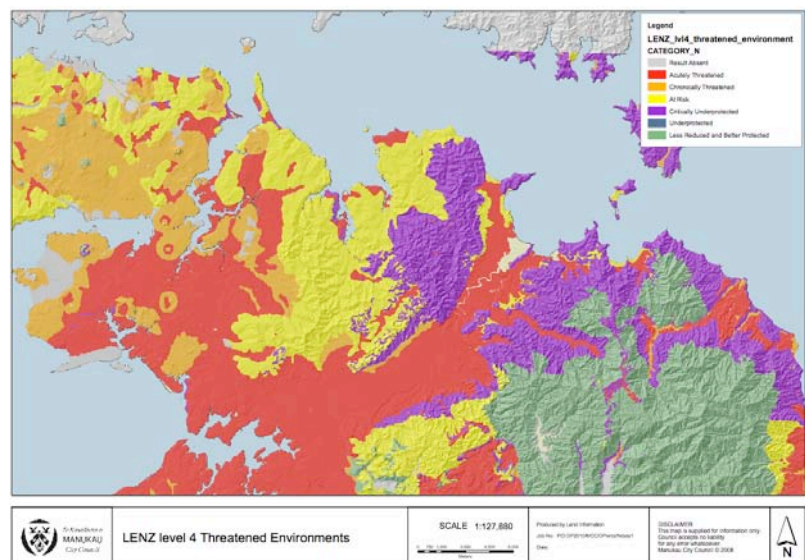 Legend
LENZ_lvl4_threatened_environment
CATEGORY_N
Result Absent
Acutely Threatened
Chronically Threatened
At Risk
Critically Underprotected
Underprotected
Less Reduced and Better Protected
MANUKAU
City Council
LENZ level 4 Threatened Environments
SCALE 1:127,880
Produced by Land Information
Date:
DISCLAIMER
This map is supplied for information only.
Council accepts no liability
for any error whatsoever.
Manukau City Council © 2008
N